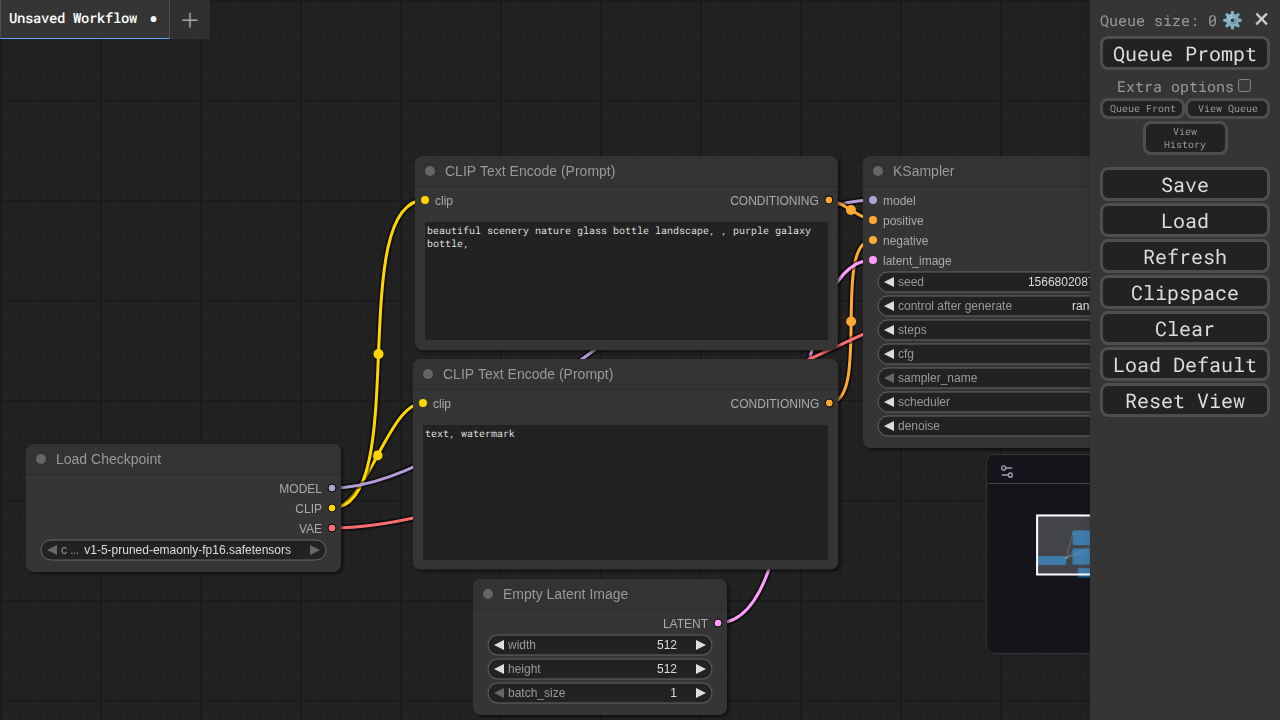 Unsaved Workflow
Queue size: 0
Queue Prompt
Extra options
Queue Front
View Queue
View
History
Save
Load
Refresh
Clipspace
Clear
Load Default
Reset View
CLIP Text Encode (Prompt)
clip
CONDITIONING
beautiful scenery nature glass bottle landscape, , purple galaxy
bottle,
KSampler
model
positive
negative
latent_image
seed
control after generate
steps
cfg
sampler_name
scheduler
denoise
CLIP Text Encode (Prompt)
clip
CONDITIONING
text, watermark
Load Checkpoint
MODEL
CLIP
VAE
c ... v1-5-pruned-emaonly-fp16.safetensors
Empty Latent Image
LATENT
width 512
height 512
batch_size 1